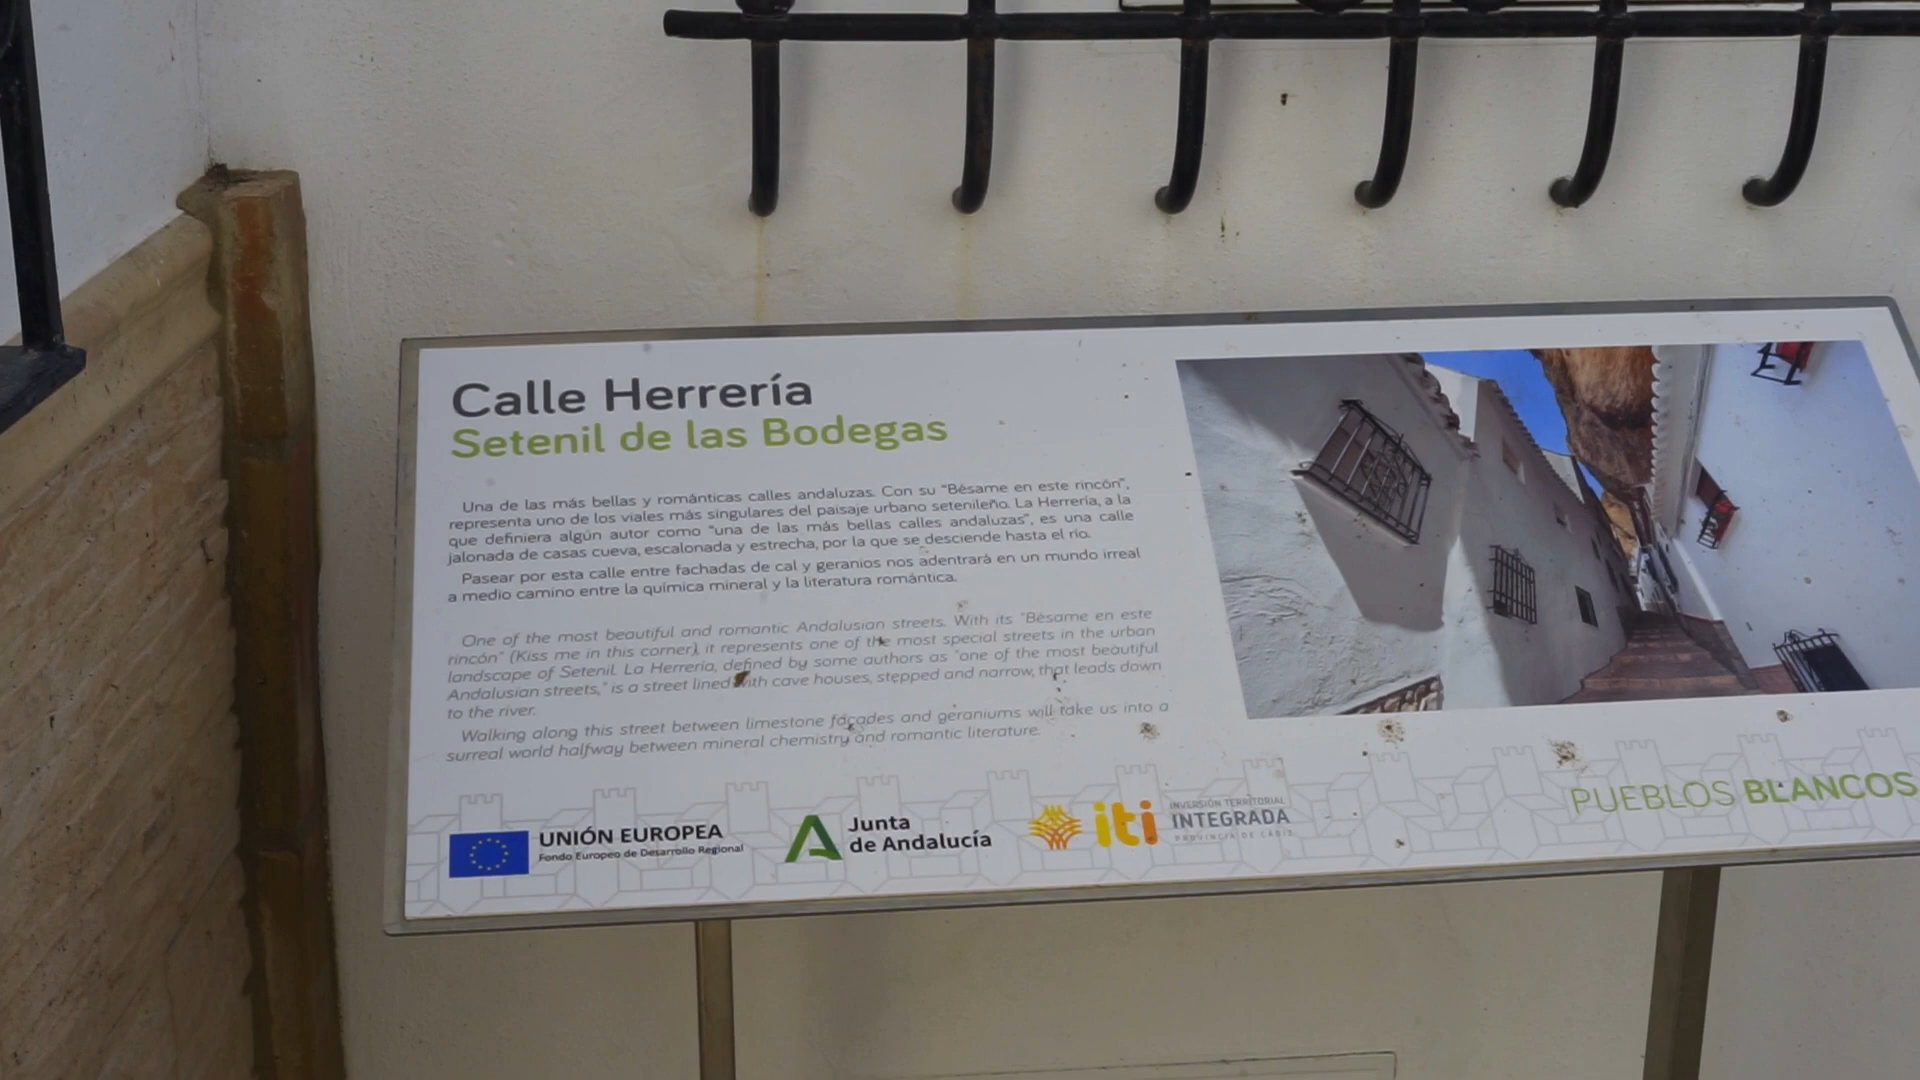 Calle Herrería
Setenil de las Bodegas
Una de las más bellas y románticas calles andaluzas. Con su "Bésame en este rincón",
representa uno de los viales más singulares del paisaje urbano setenileño. La Herrería, a la
que definiera algún autor como "una de las más bellas calles andaluzas", es una calle
jalonada de casas cueva, escalonada y estrecha, por la que se desciende hasta el río.
Pasear por esta calle entre fachadas de cal y geranios nos adentrará en un mundo irreal
a medio camino entre la química mineral y la literatura romántica.
One of the most beautiful and romantic Andalusian streets. With its "Bésame en este
rincón" (Kiss me in this corner), it represents one of the most special streets in the urban
landscape of Setenil. La Herrería, defined by some authors as "one of the most beautiful
Andalusian streets," is a street lined with cave houses, stepped and narrow, that leads down
to the river.
Walking along this street between limestone façades and geraniums will take us into a
surreal world halfway between mineral chemistry and romantic literature.
UNIÓN EUROPEA
Fondo Europeo de Desarrollo Regional
Junta
de Andalucía
iti
INVERSIÓN TERRITORIAL
INTEGRADA
PROVINCIA DE CÁDIZ
PUEBLOS BLANCOS